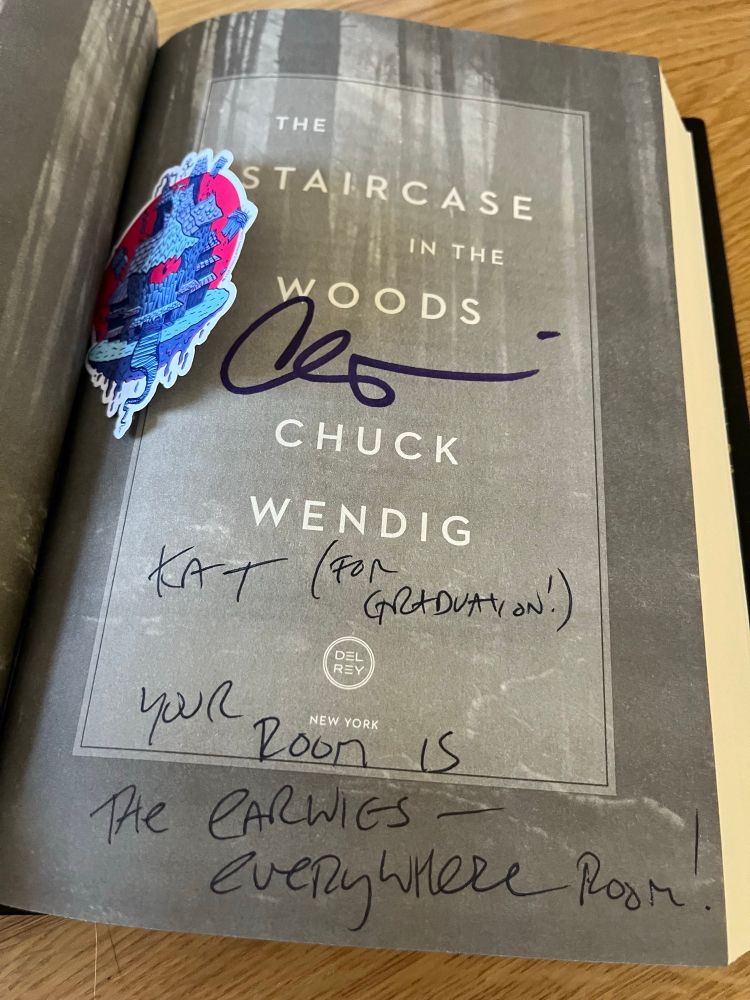 THE
STAIRCASE
IN THE
WOODS
CHUCK
WENDIG
KAT (FOR
GRADUATION!)
DEL
REY
YOUR
NEW YORK
ROOM IS
THE EARWIGS —
EVERYWHERE ROOM!